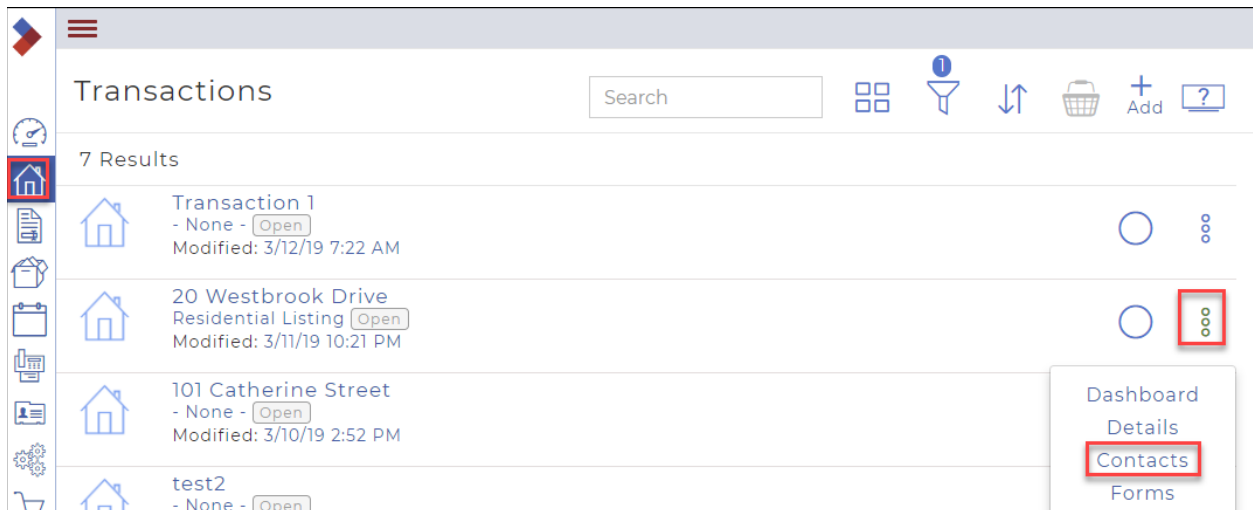 1
Transactions
Search
Add
?
7 Results
Transaction 1
- None - Open
Modified: 3/12/19 7:22 AM
20 Westbrook Drive
Residential Listing Open
Modified: 3/11/19 10:21 PM
101 Catherine Street
- None - Open
Modified: 3/10/19 2:52 PM
Dashboard
Details
Contacts
Forms
test2
- None - Open